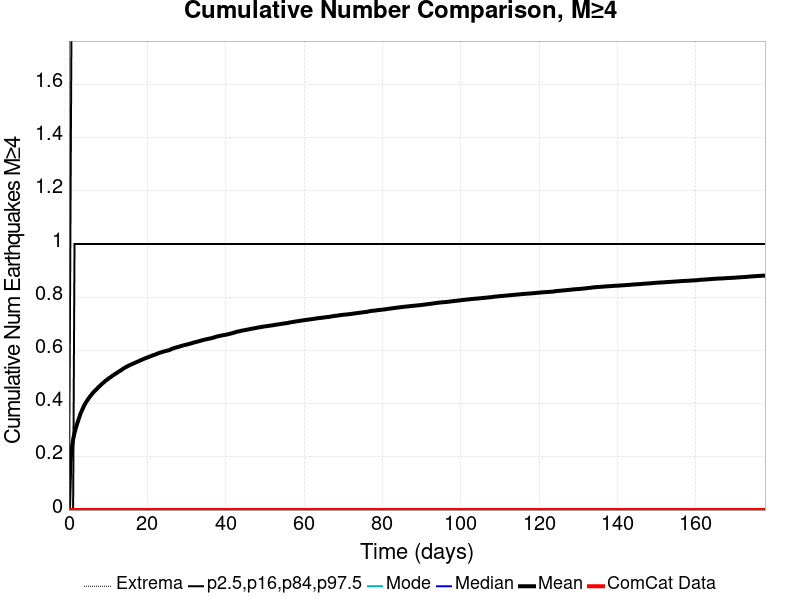 Cumulative Number Comparison, M≥4
Cumulative Num Earthquakes M≥4
1.6
1.4
1.2
1
0.8
0.6
0.4
0.2
0
0 20 40 60 80 100 120 140 160
Time (days)
Extrema p2.5,p16,p84,p97.5 Mode Median Mean ComCat Data